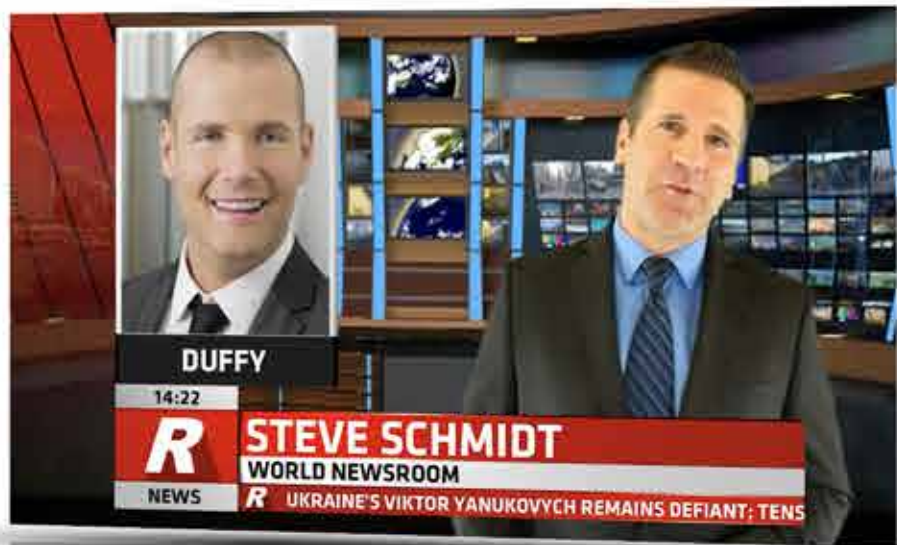 DUFFY
14:22
R
NEWS
STEVE SCHMIDT
WORLD NEWSROOM
R UKRAINE'S VIKTOR YANUKOVYCH REMAINS DEFIANT; TENS